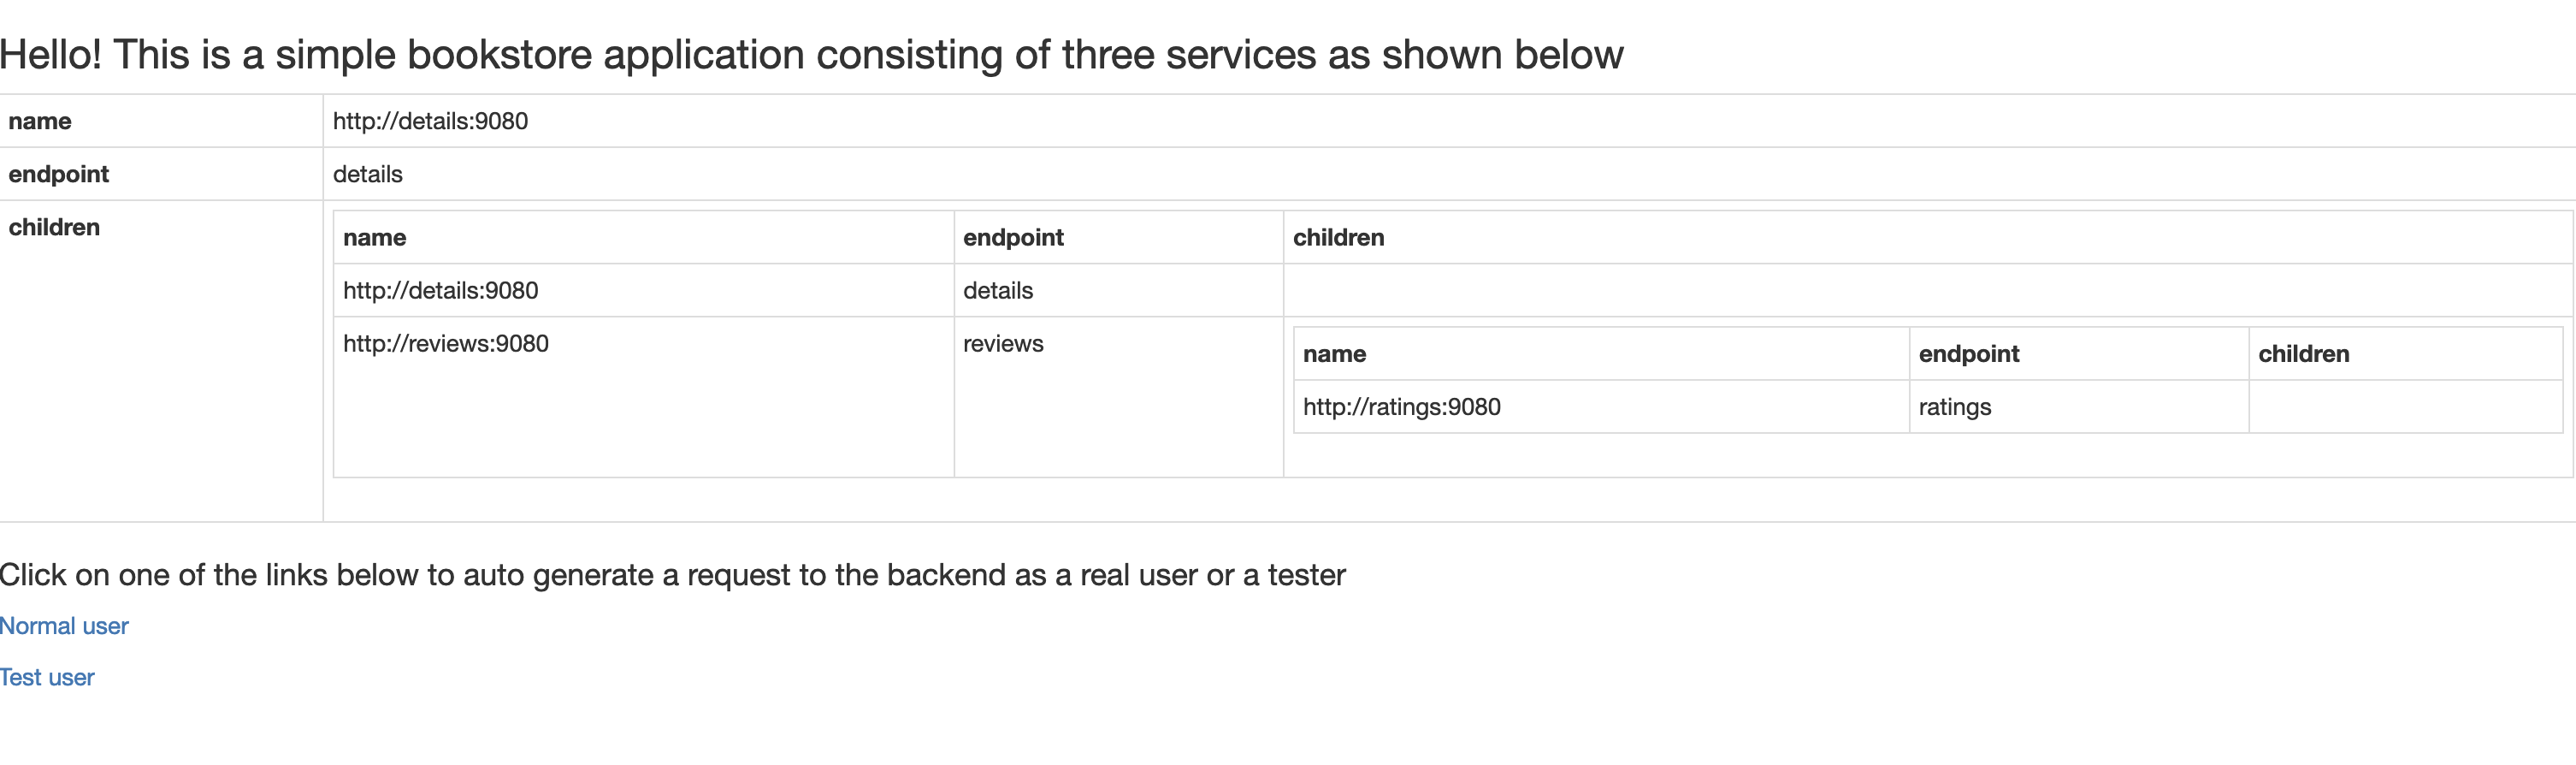 Hello! This is a simple bookstore application consisting of three services as shown below
name http://details:9080
endpoint details
children
name endpoint children
http://details:9080 details
http://reviews:9080 reviews
name endpoint children
http://ratings:9080 ratings
Click on one of the links below to auto generate a request to the backend as a real user or a tester
Normal user
Test user